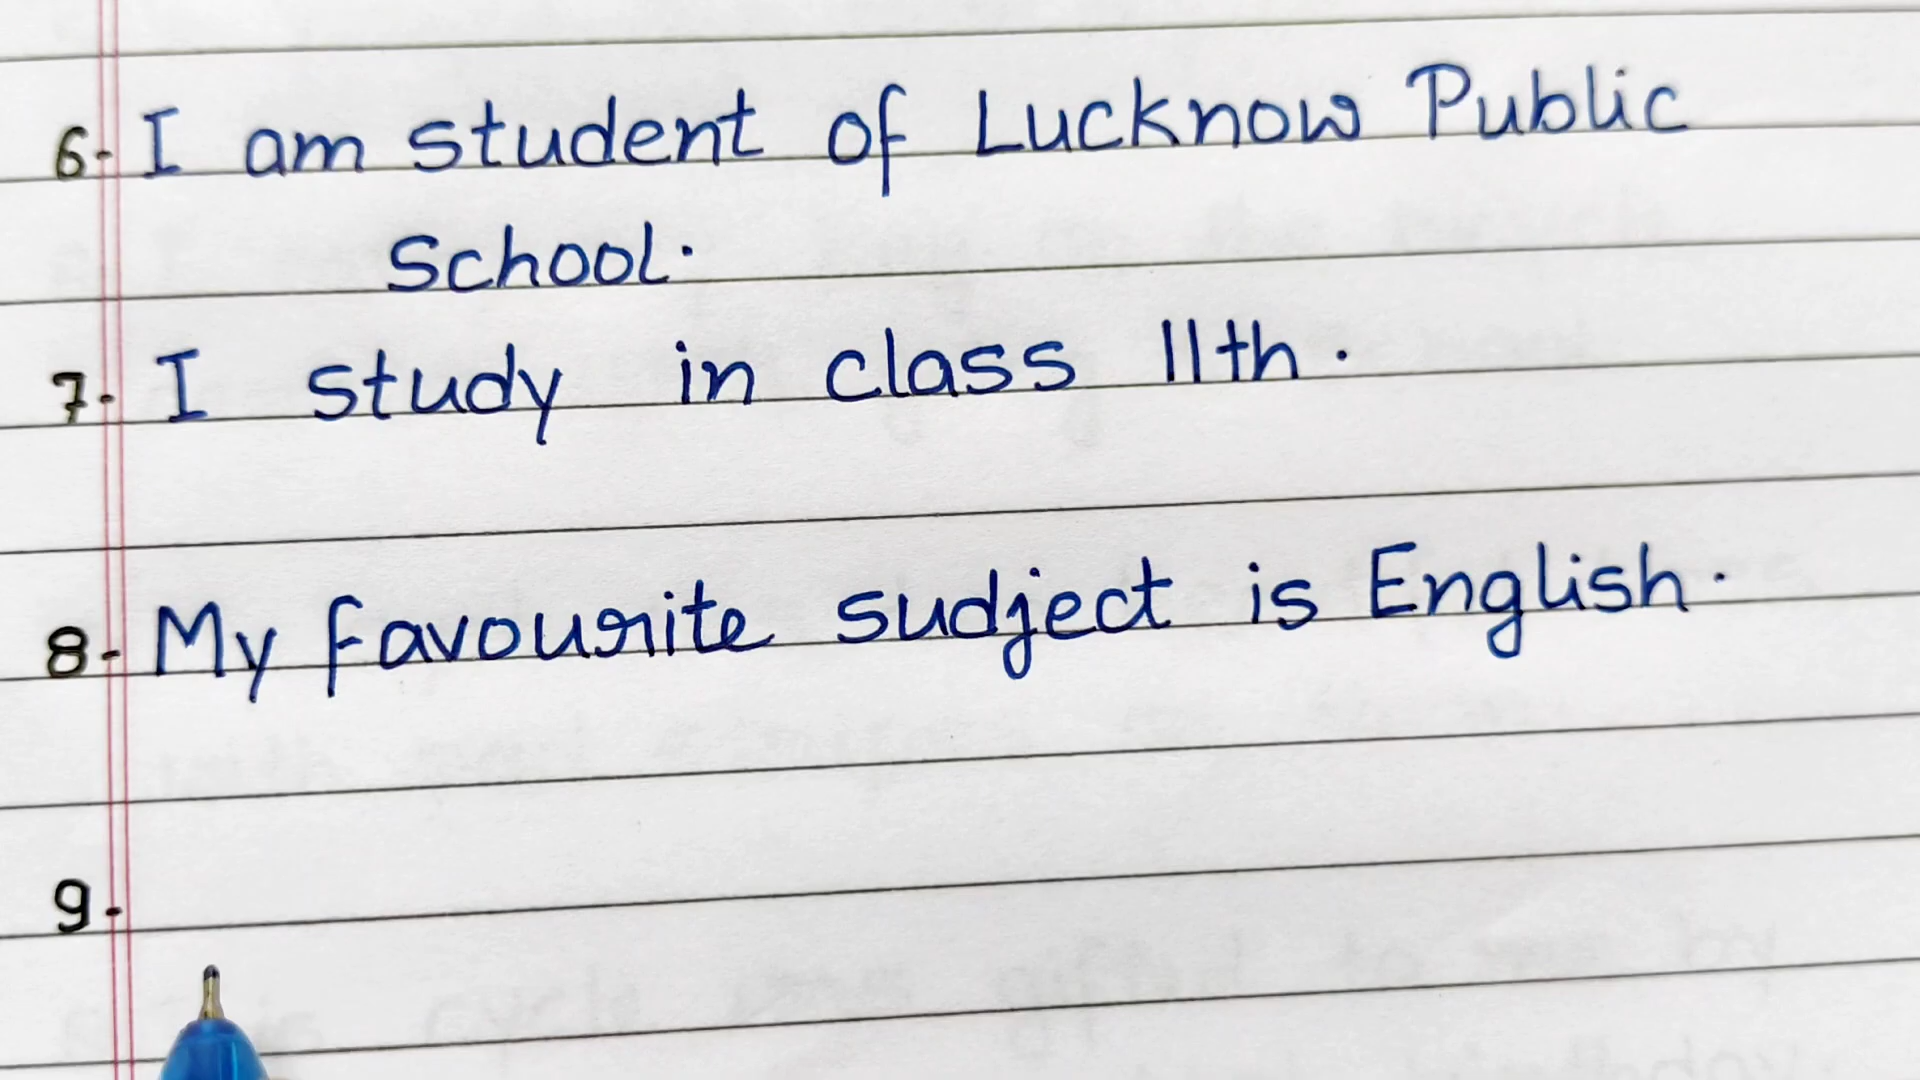 6- I am student of Lucknow Public
School.
7- I study in class 11th.
8- My favourite sudject is English.
9-